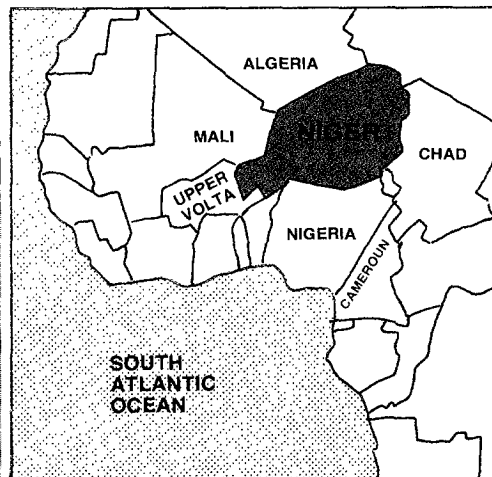 ALGERIA
NIGER
MALI
CHAD
UPPER
VOLTA
NIGERIA
CAMEROUN
SOUTH
ATLANTIC
OCEAN